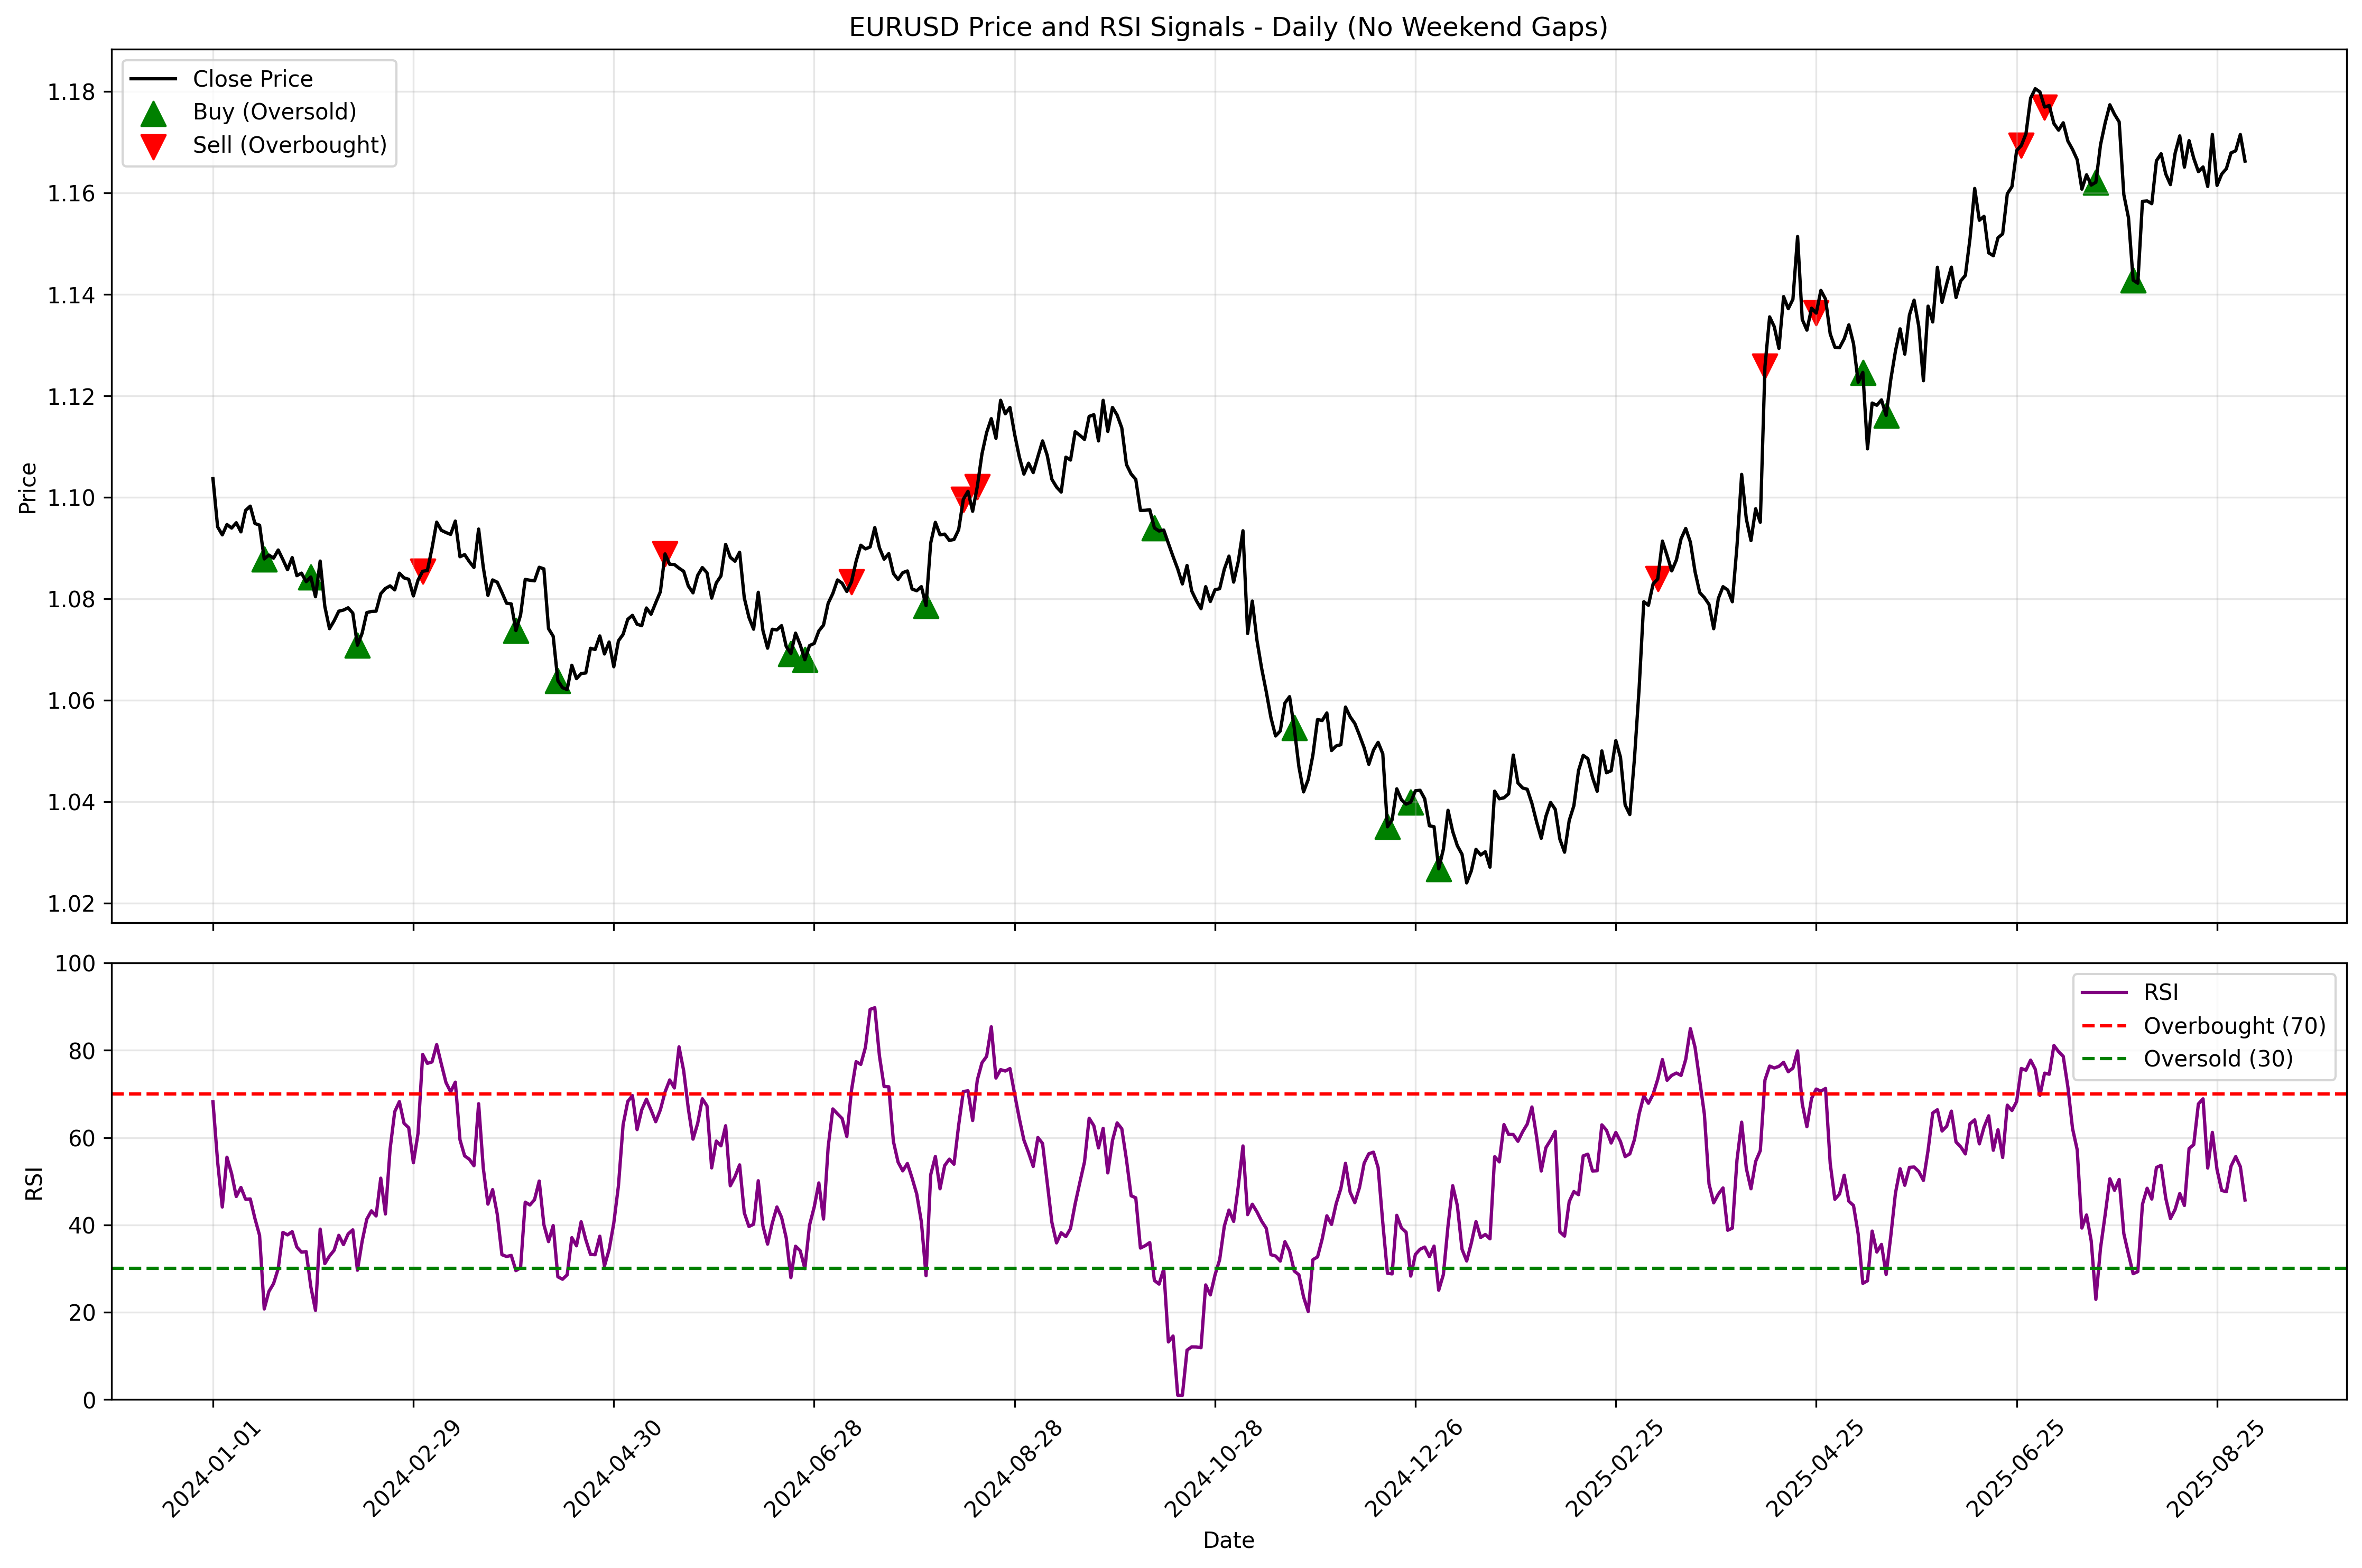 EURUSD Price and RSI Signals - Daily (No Weekend Gaps)
Close Price
Buy (Oversold)
Sell (Overbought)
Price
1.18
1.16
1.14
1.12
1.10
1.08
1.06
1.04
1.02
RSI
Overbought (70)
Oversold (30)
RSI
100
80
60
40
20
0
2024-01-01
2024-02-29
2024-04-30
2024-06-28
2024-08-28
2024-10-28
2024-12-26
2025-02-25
2025-04-25
2025-06-25
2025-08-25
Date